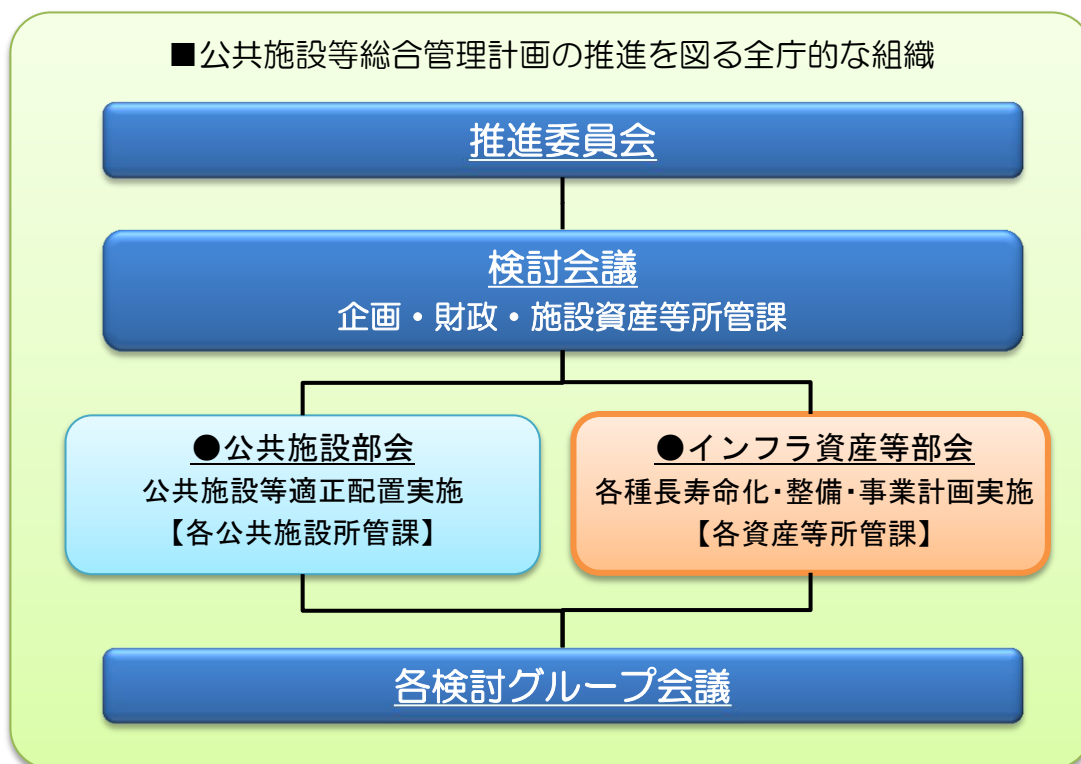 ■公共施設等総合管理計画の推進を図る全庁的な組織
推進委員会
検討会議
企画・財政・施設資産等所管課
●公共施設部会
公共施設等適正配置実施
【各公共施設所管課】
●インフラ資産等部会
各種長寿命化・整備・事業計画実施
【各資産等所管課】
各検討グループ会議